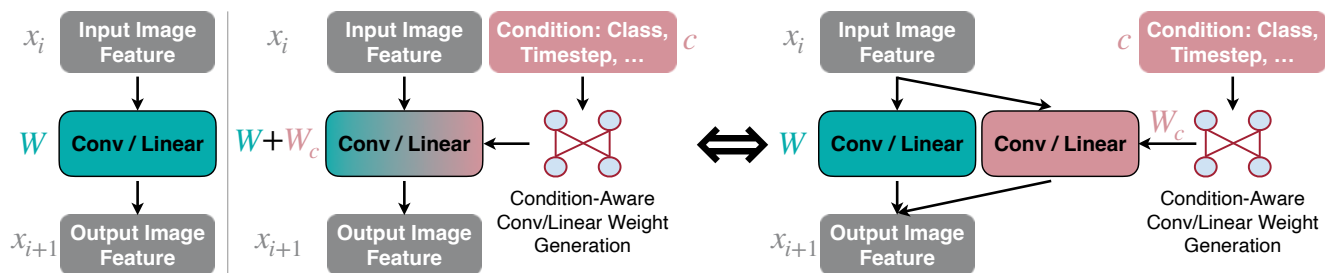 x_i
Input Image
Feature
W
Conv / Linear
x_{i+1}
Output Image
Feature
x_i
Input Image
Feature
Condition: Class,
Timestep, …
c
W+W_c
Conv / Linear
Condition-Aware
Conv/Linear Weight
Generation
x_{i+1}
Output Image
Feature
x_i
Input Image
Feature
c
Condition: Class,
Timestep, …
W
Conv / Linear
Conv / Linear
W_c
Condition-Aware
Conv/Linear Weight
Generation
x_{i+1}
Output Image
Feature